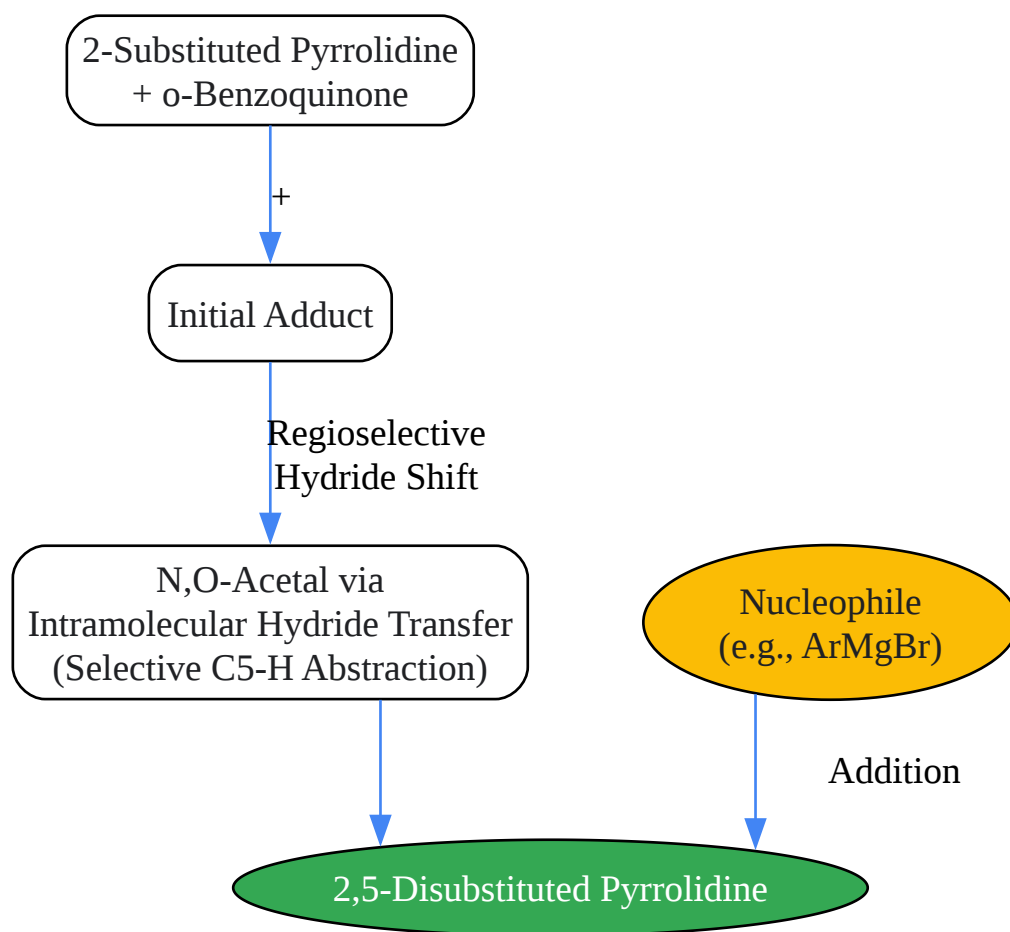 2-Substituted Pyrrolidine
+ o-Benzoquinone
+
Initial Adduct
Regioselective
Hydride Shift
N,O-Acetal via
Intramolecular Hydride Transfer
(Selective C5-H Abstraction)
Nucleophile
(e.g., ArMgBr)
Addition
2,5-Disubstituted Pyrrolidine